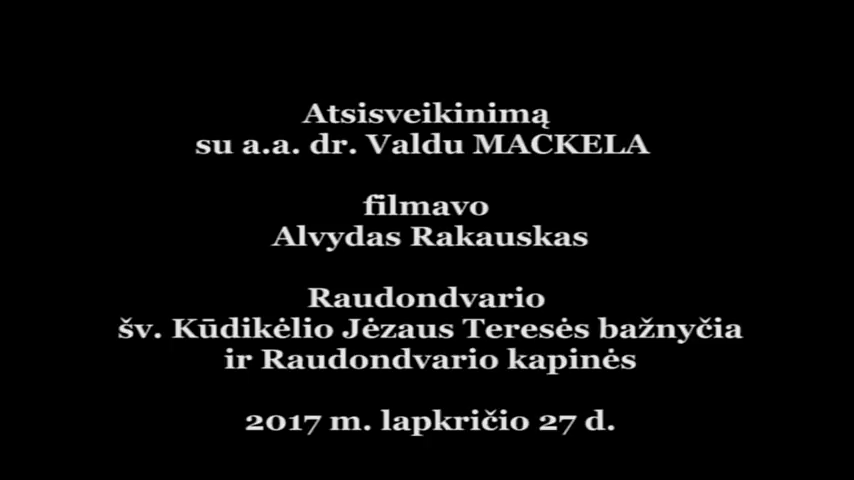 Atsisveikinimą
su a.a. dr. Valdu MACKELA
filmavo
Alvydas Rakauskas
Raudondvario
šv. Kūdikėlio Jėzaus Teresės bažnyčia
ir Raudondvario kapinės
2017 m. lapkričio 27 d.